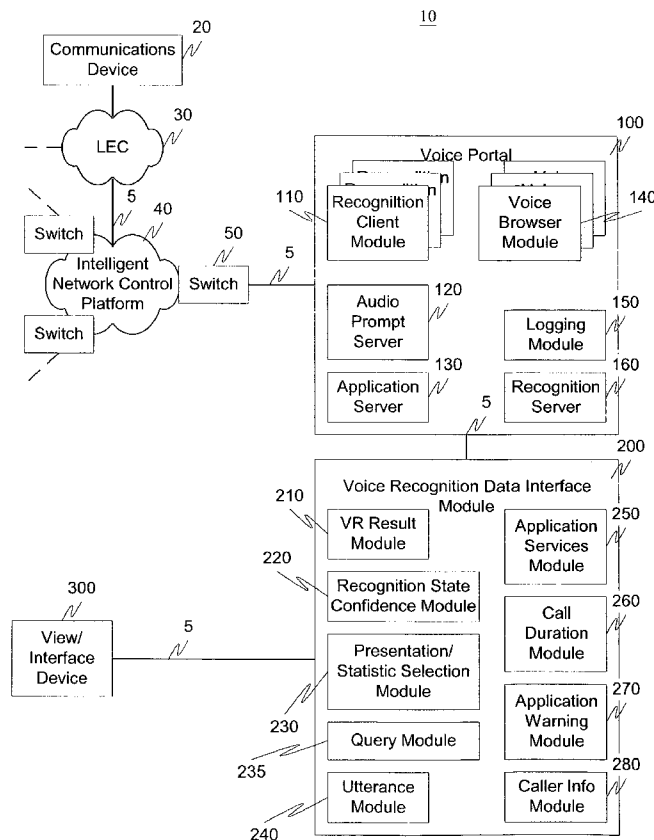 10
20
Communications
Device
30
LEC
5
40
Switch
50
Intelligent
Network Control
Platform
Switch
5
Switch
100
Voice Portal
110
Recogniltion
Client
Module
Voice
Browser
Module
140
120
Audio
Prompt
Server
150
Logging
Module
130
Application
Server
160
Recognition
Server
5
200
Voice Recognition Data Interface
Module
210
VR Result
Module
250
Application
Services
Module
220
Recognition State
Confidence Module
260
Call
Duration
Module
300
View/
Interface
Device
5
Presentation/
Statistic Selection
Module
230
270
Application
Warning
Module
Query Module
235
280
Utterance
Module
240
Caller Info
Module